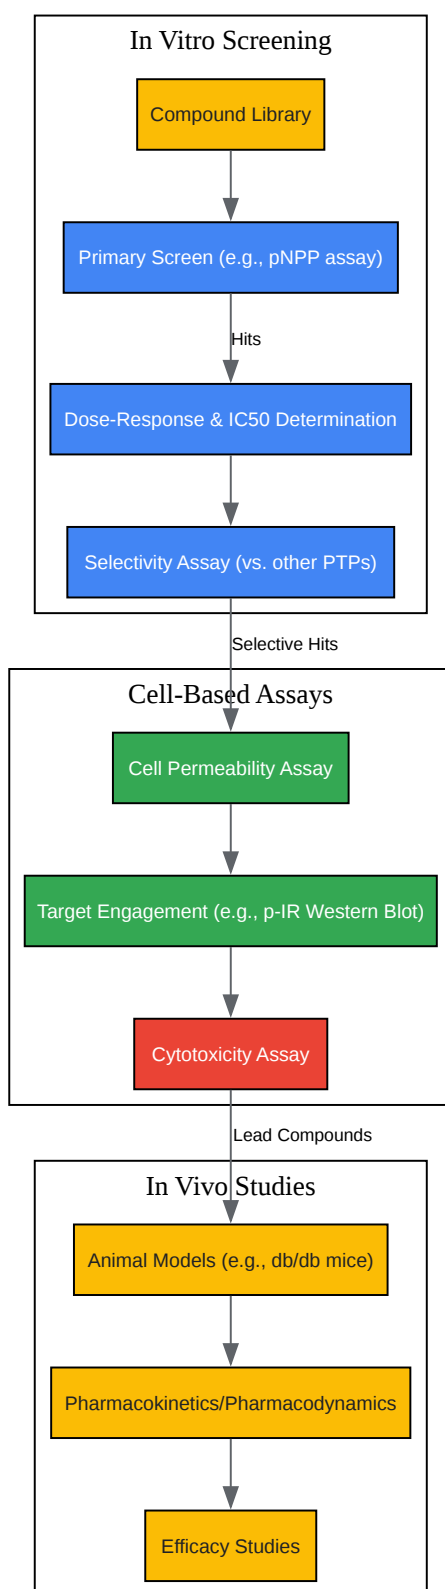 In Vitro Screening
Compound Library
Primary Screen (e.g., pNPP assay)
Hits
Dose-Response & IC50 Determination
Selectivity Assay (vs. other PTPs)
Selective Hits
Cell-Based Assays
Cell Permeability Assay
Target Engagement (e.g., p-IR Western Blot)
Cytotoxicity Assay
Lead Compounds
In Vivo Studies
Animal Models (e.g., db/db mice)
Pharmacokinetics/Pharmacodynamics
Efficacy Studies